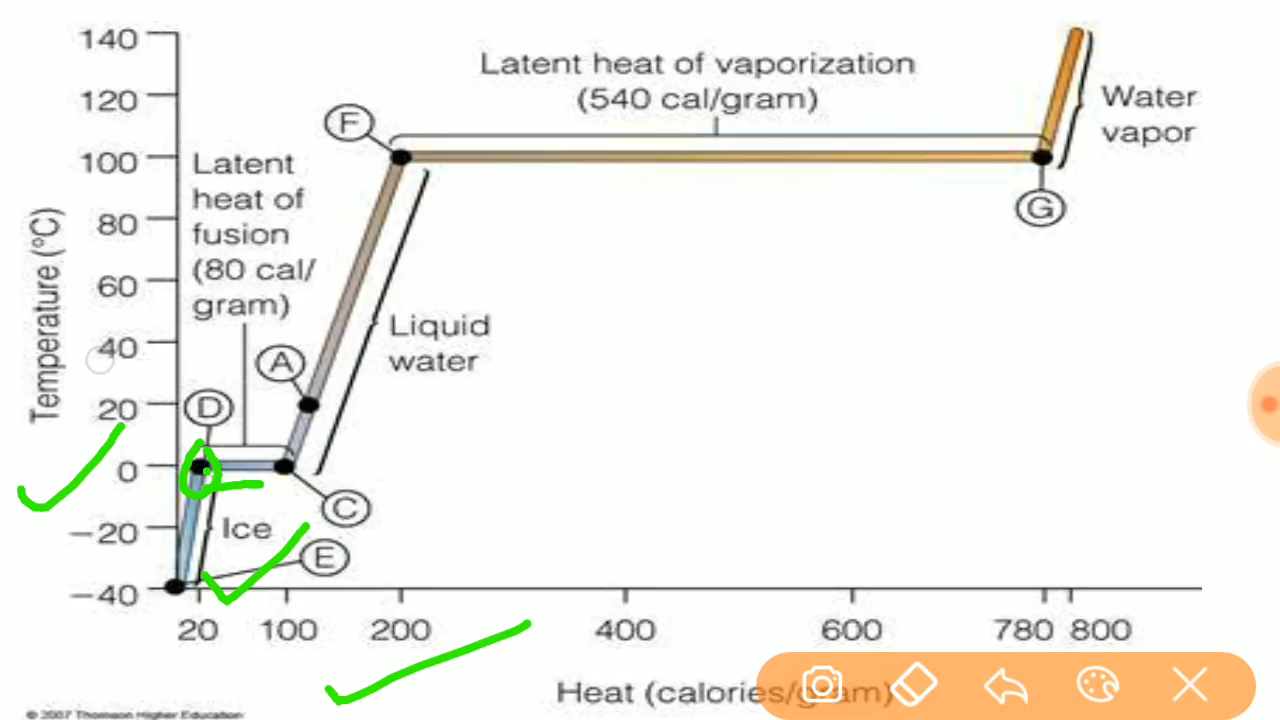 140
120
100
80
60
40
20
0
−20
−40
Temperature (°C)
Latent heat of vaporization
(540 cal/gram)
Water
vapor
F
G
Latent
heat of
fusion
(80 cal/
gram)
Liquid
water
A
D
C
Ice
E
20 100 200 400 600 780 800
Heat (calories/gram)
© 2007 Thomson Higher Education